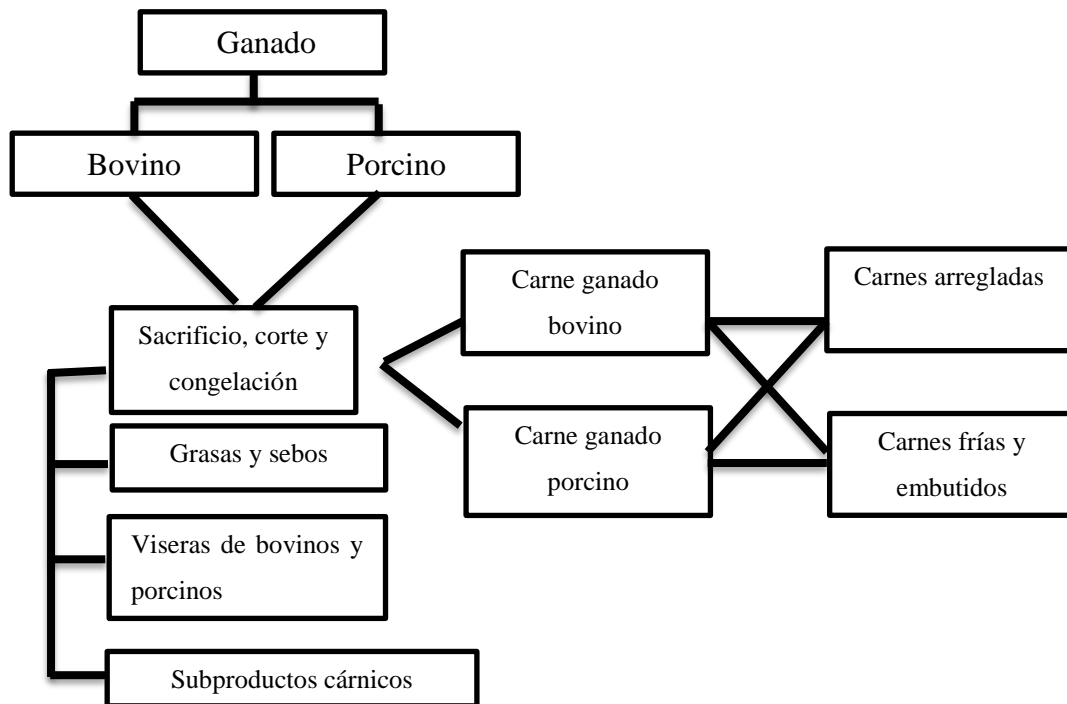 Ganado
Bovino
Porcino
Sacrificio, corte y
congelación
Grasas y sebos
Viseras de bovinos y
porcinos
Subproductos cárnicos
Carne ganado
bovino
Carne ganado
porcino
Carnes arregladas
Carnes frías y
embutidos